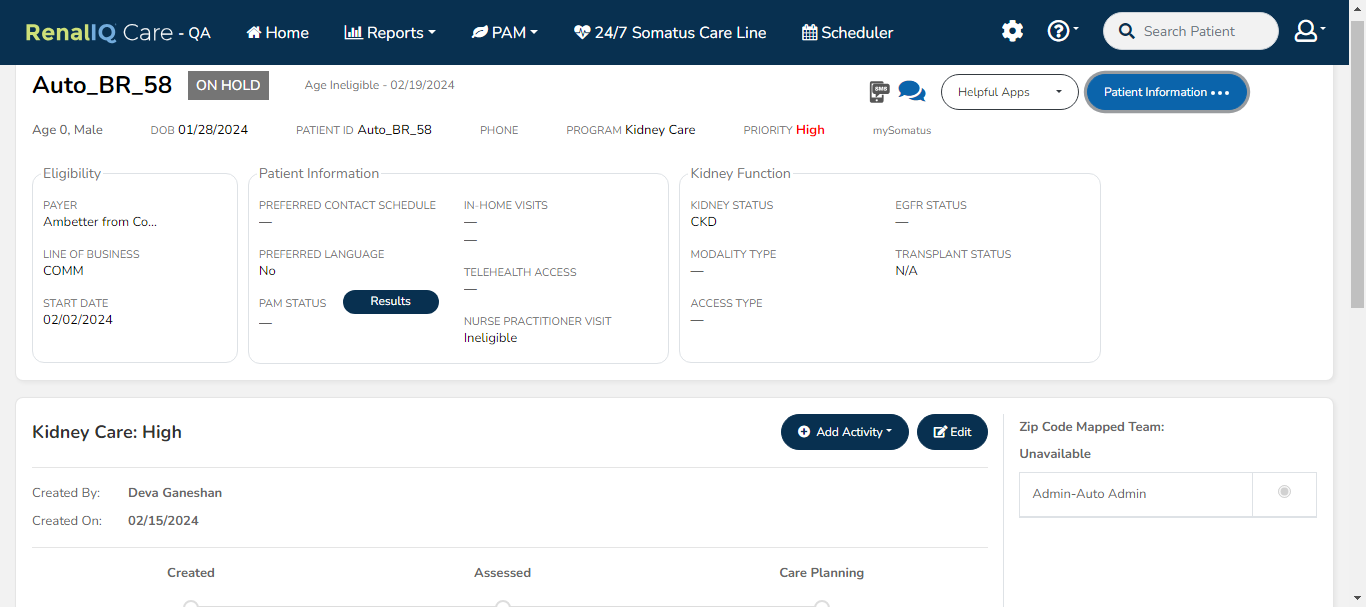 RenalIQ Care - QA
Home
Reports
PAM
24/7 Somatus Care Line
Scheduler
Search Patient
Auto_BR_58
ON HOLD
Age Ineligible - 02/19/2024
SMS
Helpful Apps
Patient Information
Age 0, Male
DOB 01/28/2024
PATIENT ID Auto_BR_58
PHONE
PROGRAM Kidney Care
PRIORITY High
mySomatus
Eligibility
PAYER
Ambetter from Co...
LINE OF BUSINESS
COMM
START DATE
02/02/2024
Patient Information
PREFERRED CONTACT SCHEDULE
—
PREFERRED LANGUAGE
No
PAM STATUS
Results
—
IN-HOME VISITS
—
—
TELEHEALTH ACCESS
—
NURSE PRACTITIONER VISIT
Ineligible
Kidney Function
KIDNEY STATUS
CKD
MODALITY TYPE
—
ACCESS TYPE
—
EGFR STATUS
—
TRANSPLANT STATUS
N/A
Kidney Care: High
Add Activity
Edit
Created By: Deva Ganeshan
Created On: 02/15/2024
Created
Assessed
Care Planning
Zip Code Mapped Team:
Unavailable
Admin-Auto Admin